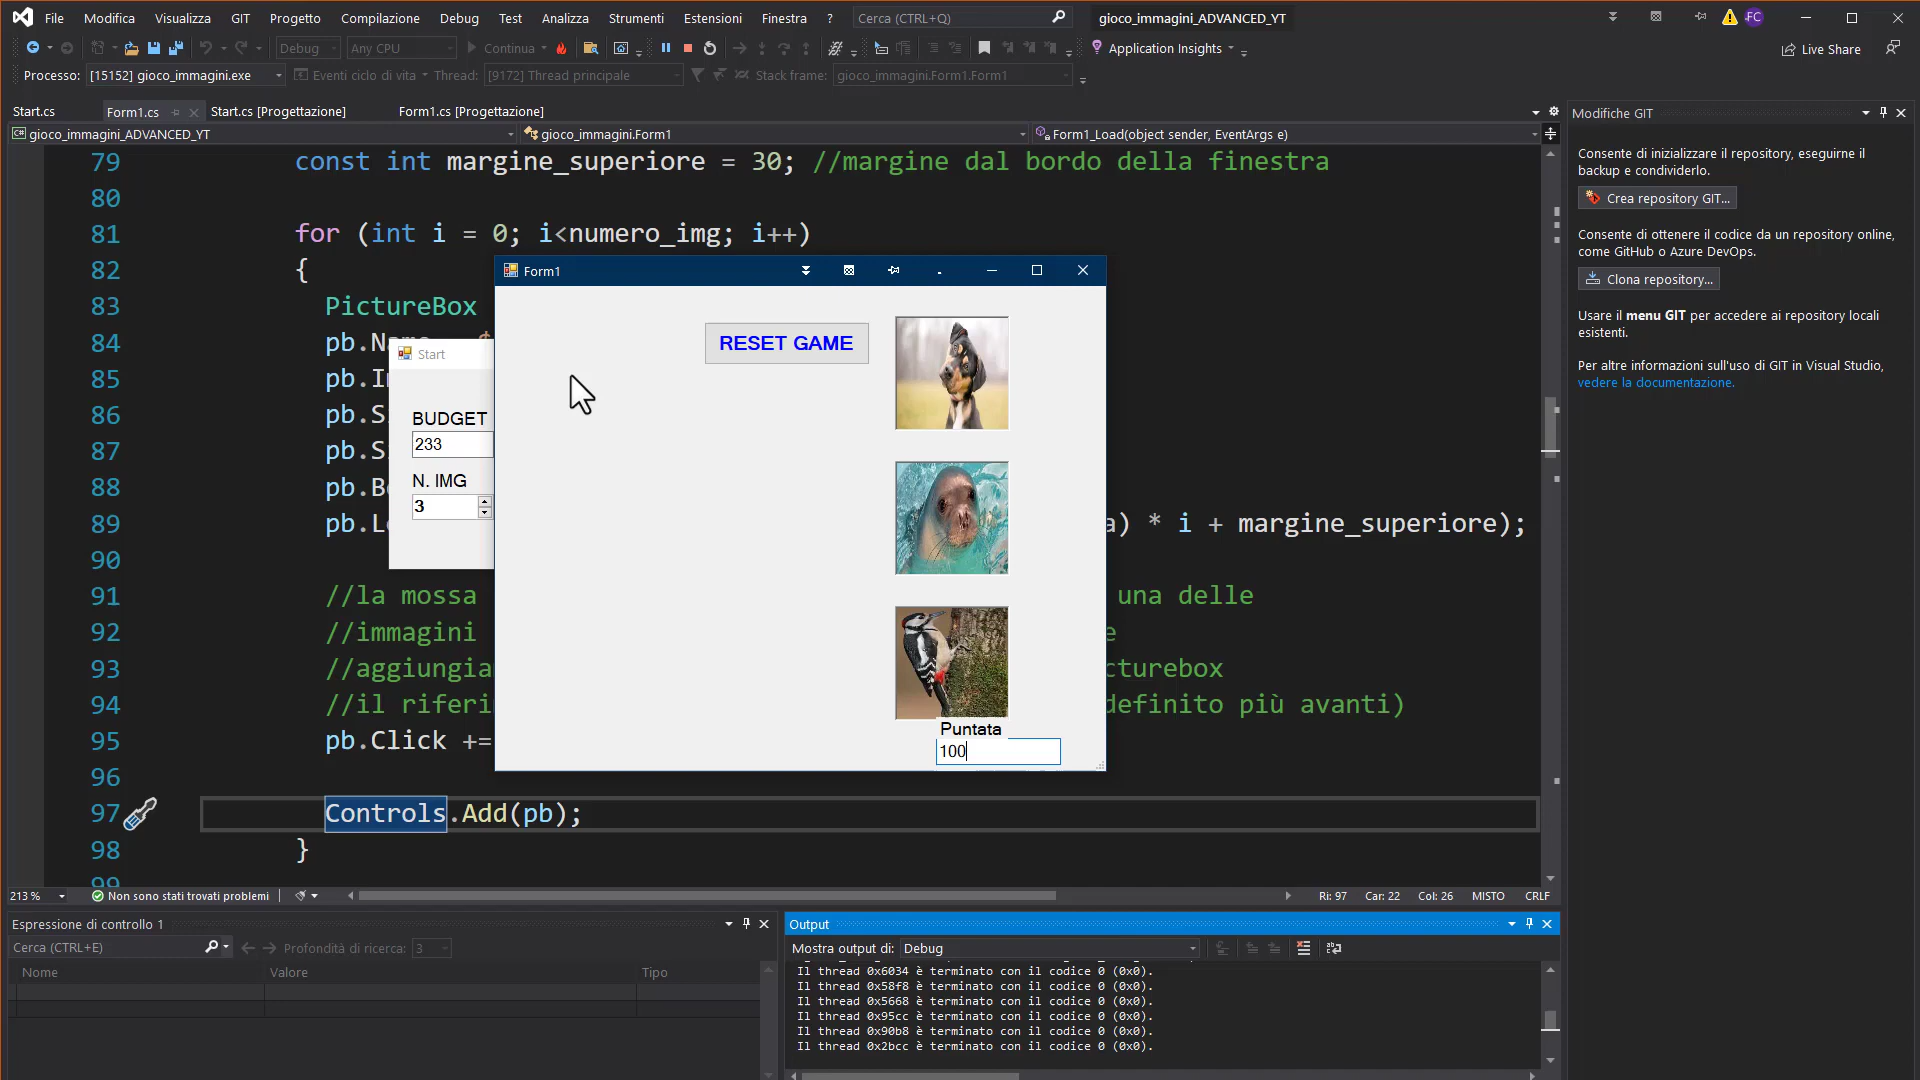 File Modifica Visualizza GIT Progetto Compilazione Debug Test Analizza Strumenti Estensioni Finestra ? Cerca (CTRL+Q) gioco_immagini_ADVANCED_YT FC
Debug Any CPU Continua Application Insights Live Share
Processo: [15152] gioco_immagini.exe Eventi ciclo di vita Thread: [9172] Thread principale Stack frame: gioco_immagini.Form1.Form1
Start.cs Form1.cs Start.cs [Progettazione] Form1.cs [Progettazione]
gioco_immagini_ADVANCED_YT gioco_immagini.Form1 Form1_Load(object sender, EventArgs e)
79 const int margine_superiore = 30; //margine dal bordo della finestra
80
81 for (int i = 0; i<numero_img; i++)
82 {
83 PictureBox
84 pb.Name
85 pb.I
86 pb.S
87 pb.S
88 pb.B
89 pb.L a) * i + margine_superiore);
90
91 //la mossa una delle
92 //immagini e
93 //aggiungia cturebox
94 //il riferi definito più avanti)
95 pb.Click +=
96
97 Controls.Add(pb);
98 }
99
Start
BUDGET
233
N. IMG
3
Form1
RESET GAME
Puntata
100
213 % Non sono stati trovati problemi Ri: 97 Car: 22 Col: 26 MISTO CRLF
Espressione di controllo 1
Cerca (CTRL+E) Profondità di ricerca: 3
Nome Valore Tipo
Output
Mostra output di: Debug
Il thread 0x6034 è terminato con il codice 0 (0x0).
Il thread 0x58f8 è terminato con il codice 0 (0x0).
Il thread 0x5668 è terminato con il codice 0 (0x0).
Il thread 0x95cc è terminato con il codice 0 (0x0).
Il thread 0x90b8 è terminato con il codice 0 (0x0).
Il thread 0x2bcc è terminato con il codice 0 (0x0).
Modifiche GIT
Consente di inizializzare il repository, eseguirne il
backup e condividerlo.
Crea repository GIT...
Consente di ottenere il codice da un repository online,
come GitHub o Azure DevOps.
Clona repository...
Usare il menu GIT per accedere ai repository locali
esistenti.
Per altre informazioni sull'uso di GIT in Visual Studio,
vedere la documentazione.